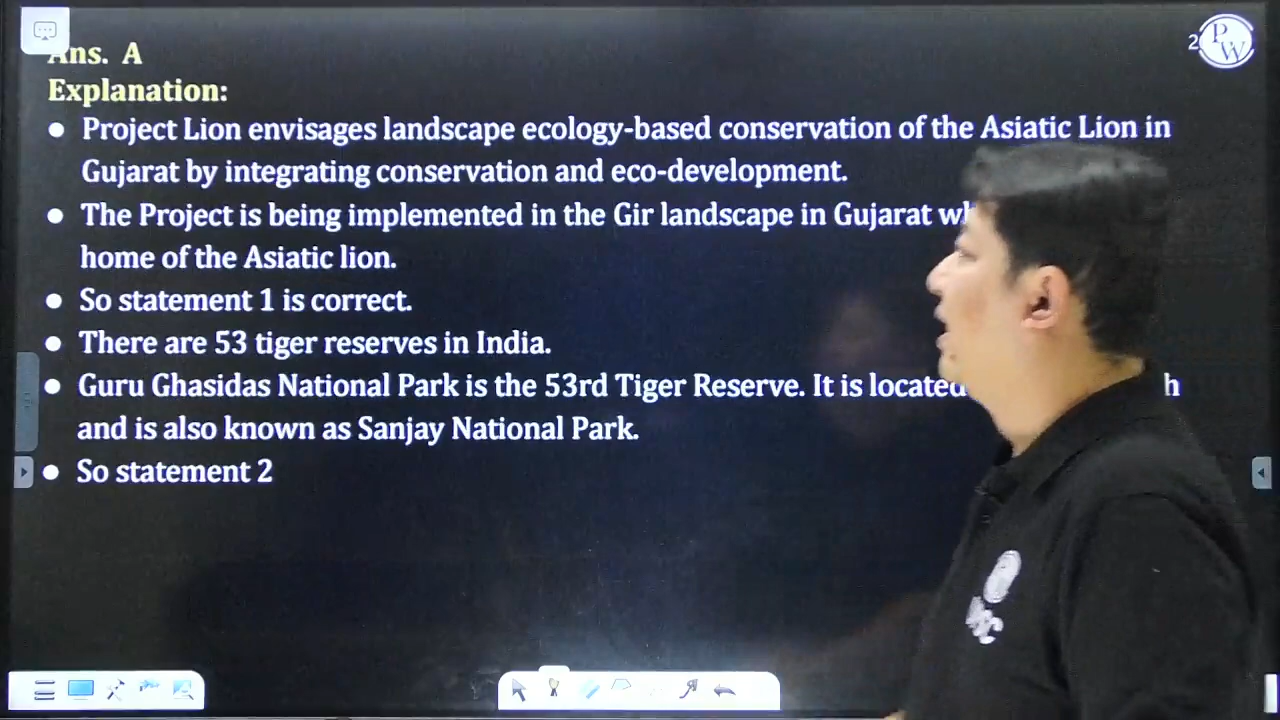 Ans. A
2
PW
Explanation:
• Project Lion envisages landscape ecology-based conservation of the Asiatic Lion in
Gujarat by integrating conservation and eco-development.
• The Project is being implemented in the Gir landscape in Gujarat
home of the Asiatic lion.
• So statement 1 is correct.
• There are 53 tiger reserves in India.
• Guru Ghasidas National Park is the 53rd Tiger Reserve. It is located
and is also known as Sanjay National Park.
• So statement 2